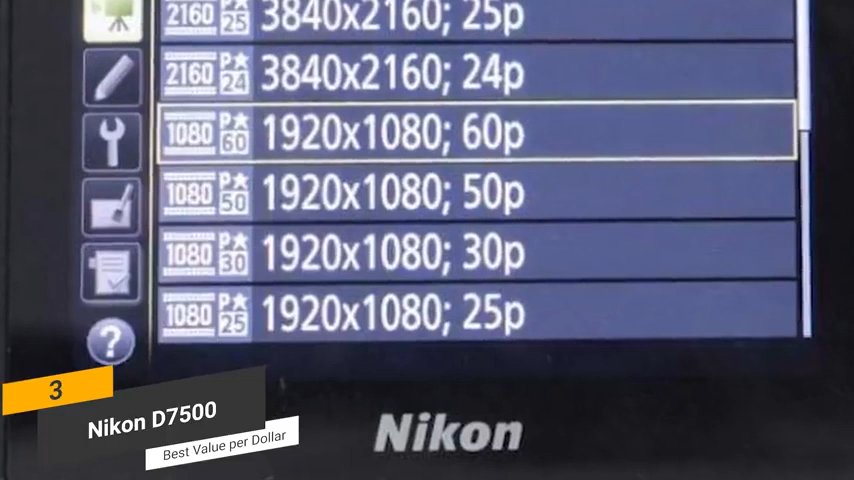 2160 P★ 25 3840x2160; 25p
2160 P★ 24 3840x2160; 24p
1080 P★ 60 1920x1080; 60p
1080 P★ 50 1920x1080; 50p
1080 P★ 30 1920x1080; 30p
1080 P★ 25 1920x1080; 25p
?
3
Nikon D7500
Best Value per Dollar
Nikon